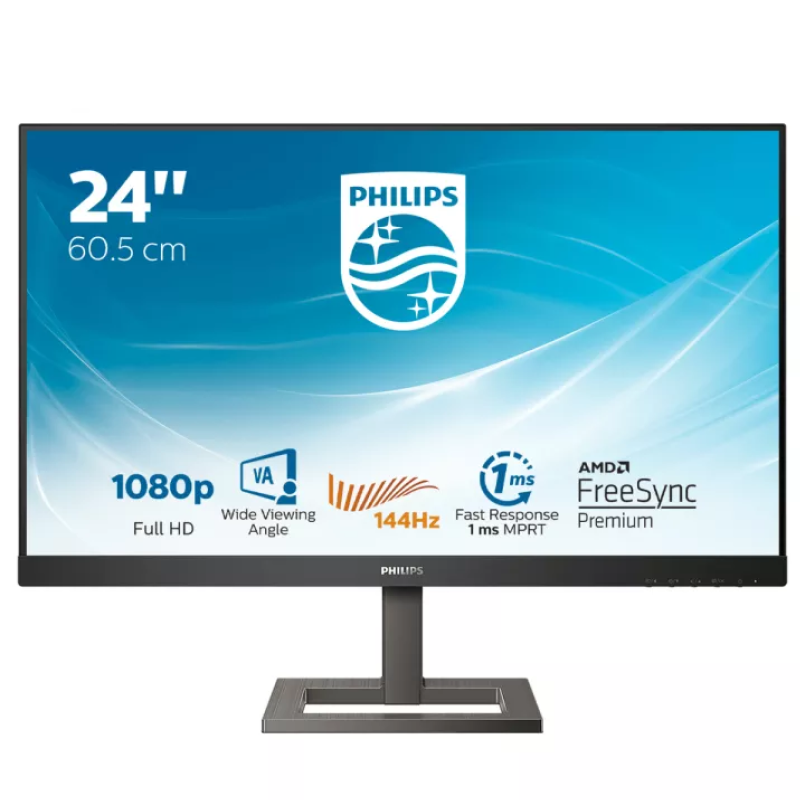 24"
60.5 cm
PHILIPS
1080p
Full HD
VA
Wide Viewing
Angle
144Hz
1ms
Fast Response
1 ms MPRT
AMD
FreeSync
Premium
PHILIPS